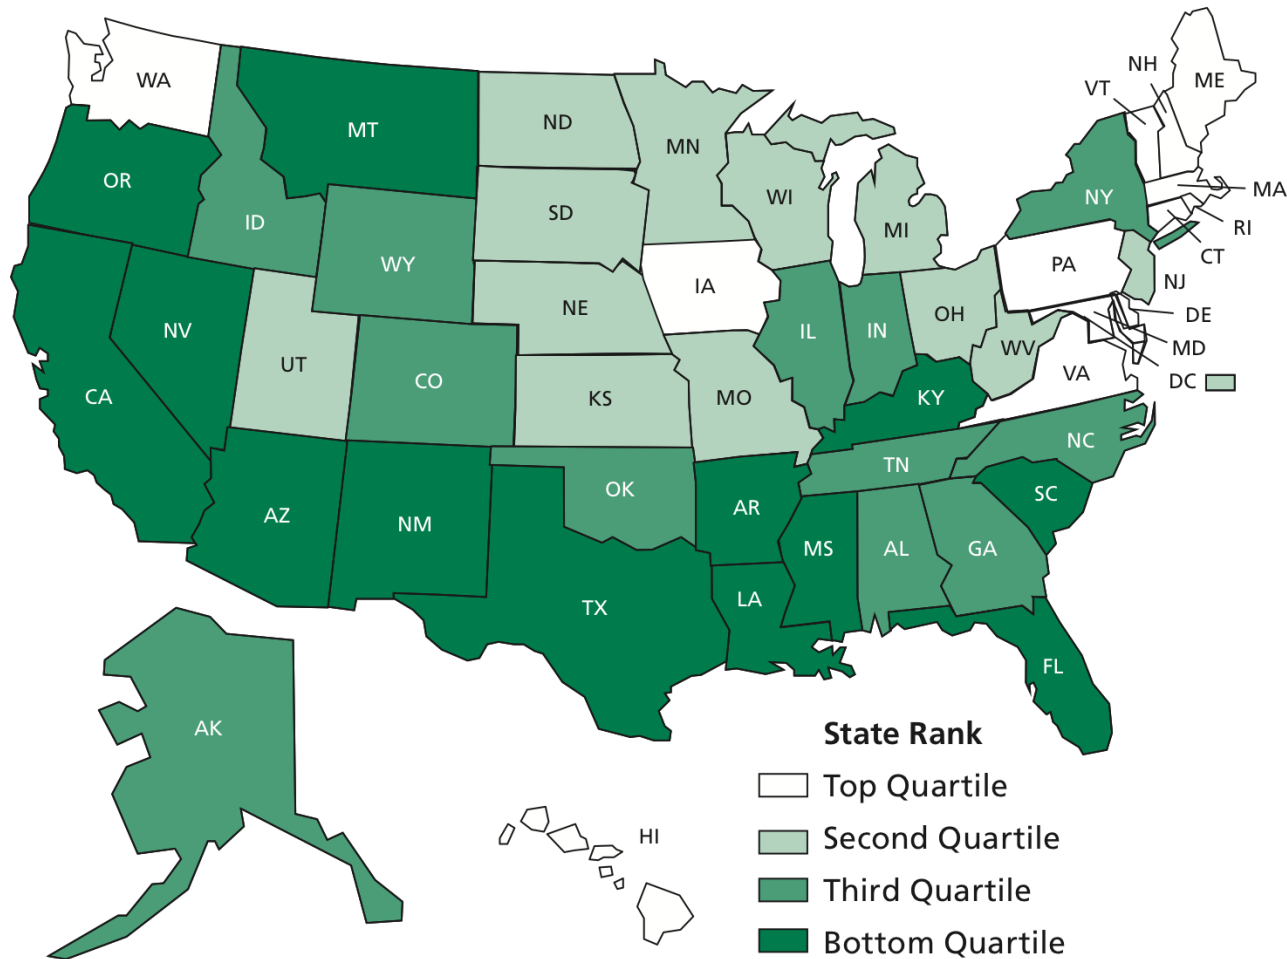 WA
MT
ND
MN
OR
ID
SD
WI
MI
WY
NE
IA
NV
UT
CO
KS
MO
IL
IN
OH
CA
KY
WV
VA
PA
NY
NH
VT
ME
MA
RI
CT
NJ
DE
MD
DC
AZ
NM
OK
AR
TN
NC
SC
MS
AL
GA
TX
LA
FL
AK
HI
State Rank
Top Quartile
Second Quartile
Third Quartile
Bottom Quartile